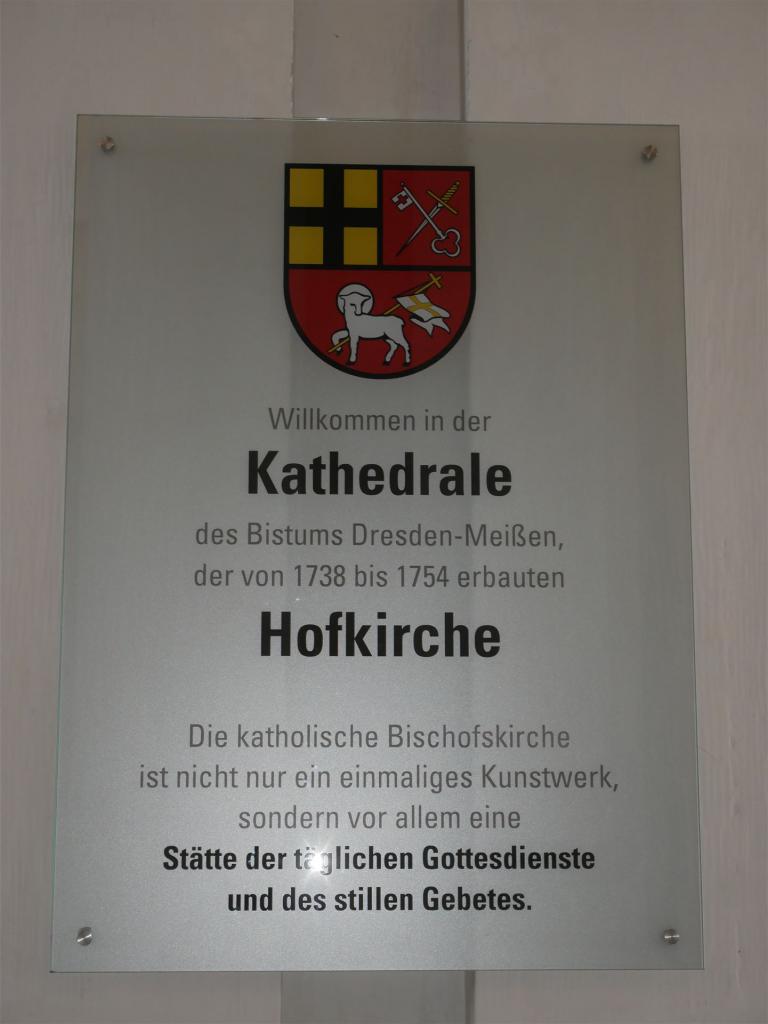 Willkommen in der
Kathedrale
des Bistums Dresden-Meißen,
der von 1738 bis 1754 erbauten
Hofkirche
Die katholische Bischofskirche
ist nicht nur ein einmaliges Kunstwerk,
sondern vor allem eine
Stätte der täglichen Gottesdienste
und des stillen Gebetes.